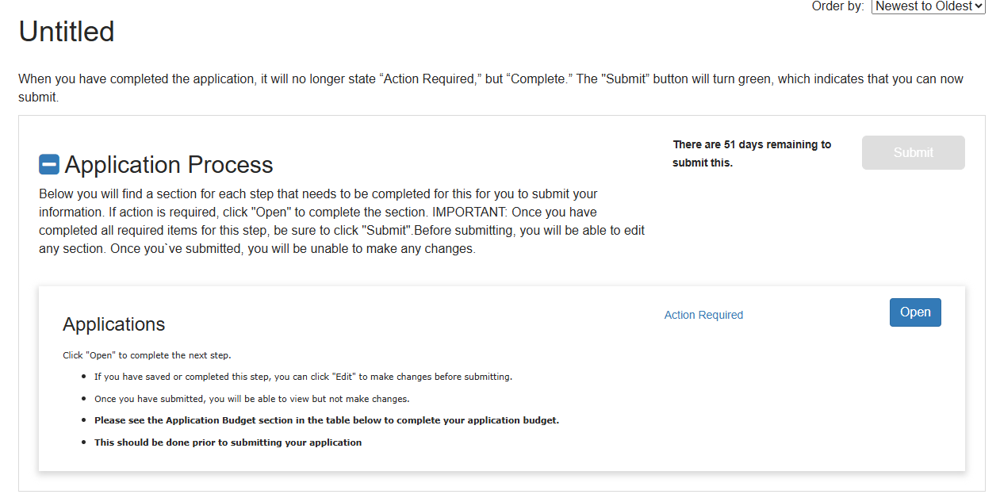 Order by: Newest to Oldest
Untitled
When you have completed the application, it will no longer state “Action Required,” but “Complete.” The "Submit” button will turn green, which indicates that you can now
submit.
Application Process
There are 51 days remaining to
submit this.
Submit
Below you will find a section for each step that needs to be completed for this for you to submit your
information. If action is required, click "Open" to complete the section. IMPORTANT: Once you have
completed all required items for this step, be sure to click "Submit".Before submitting, you will be able to edit
any section. Once you`ve submitted, you will be unable to make any changes.
Applications
Action Required
Open
Click "Open" to complete the next step.
• If you have saved or completed this step, you can click "Edit" to make changes before submitting.
• Once you have submitted, you will be able to view but not make changes.
• Please see the Application Budget section in the table below to complete your application budget.
• This should be done prior to submitting your application